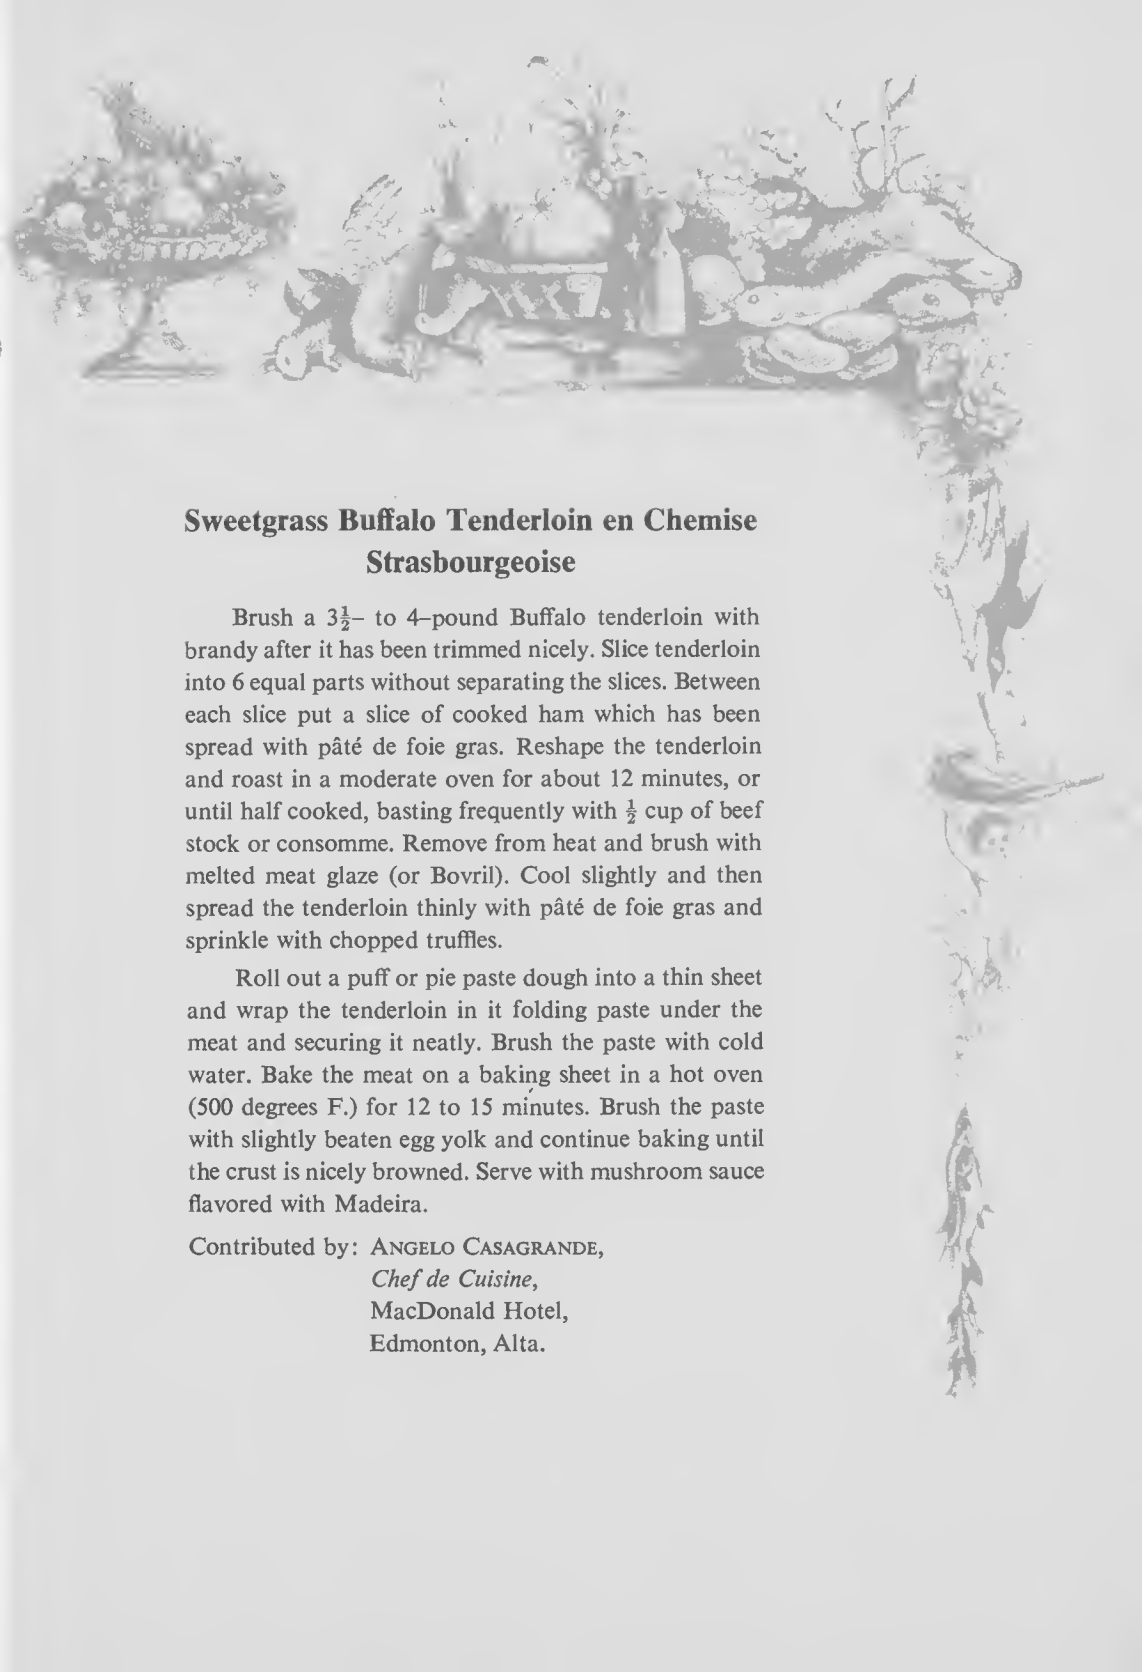 Sweetgrass Buffalo Tenderloin en Chemise
Strasbourgeoise
Brush a 3½– to 4–pound Buffalo tenderloin with
brandy after it has been trimmed nicely. Slice tenderloin
into 6 equal parts without separating the slices. Between
each slice put a slice of cooked ham which has been
spread with pâté de foie gras. Reshape the tenderloin
and roast in a moderate oven for about 12 minutes, or
until half cooked, basting frequently with ½ cup of beef
stock or consomme. Remove from heat and brush with
melted meat glaze (or Bovril). Cool slightly and then
spread the tenderloin thinly with pâté de foie gras and
sprinkle with chopped truffles.
Roll out a puff or pie paste dough into a thin sheet
and wrap the tenderloin in it folding paste under the
meat and securing it neatly. Brush the paste with cold
water. Bake the meat on a baking sheet in a hot oven
(500 degrees F.) for 12 to 15 minutes. Brush the paste
with slightly beaten egg yolk and continue baking until
the crust is nicely browned. Serve with mushroom sauce
flavored with Madeira.
Contributed by: ANGELO CASAGRANDE,
Chef de Cuisine,
MacDonald Hotel,
Edmonton, Alta.